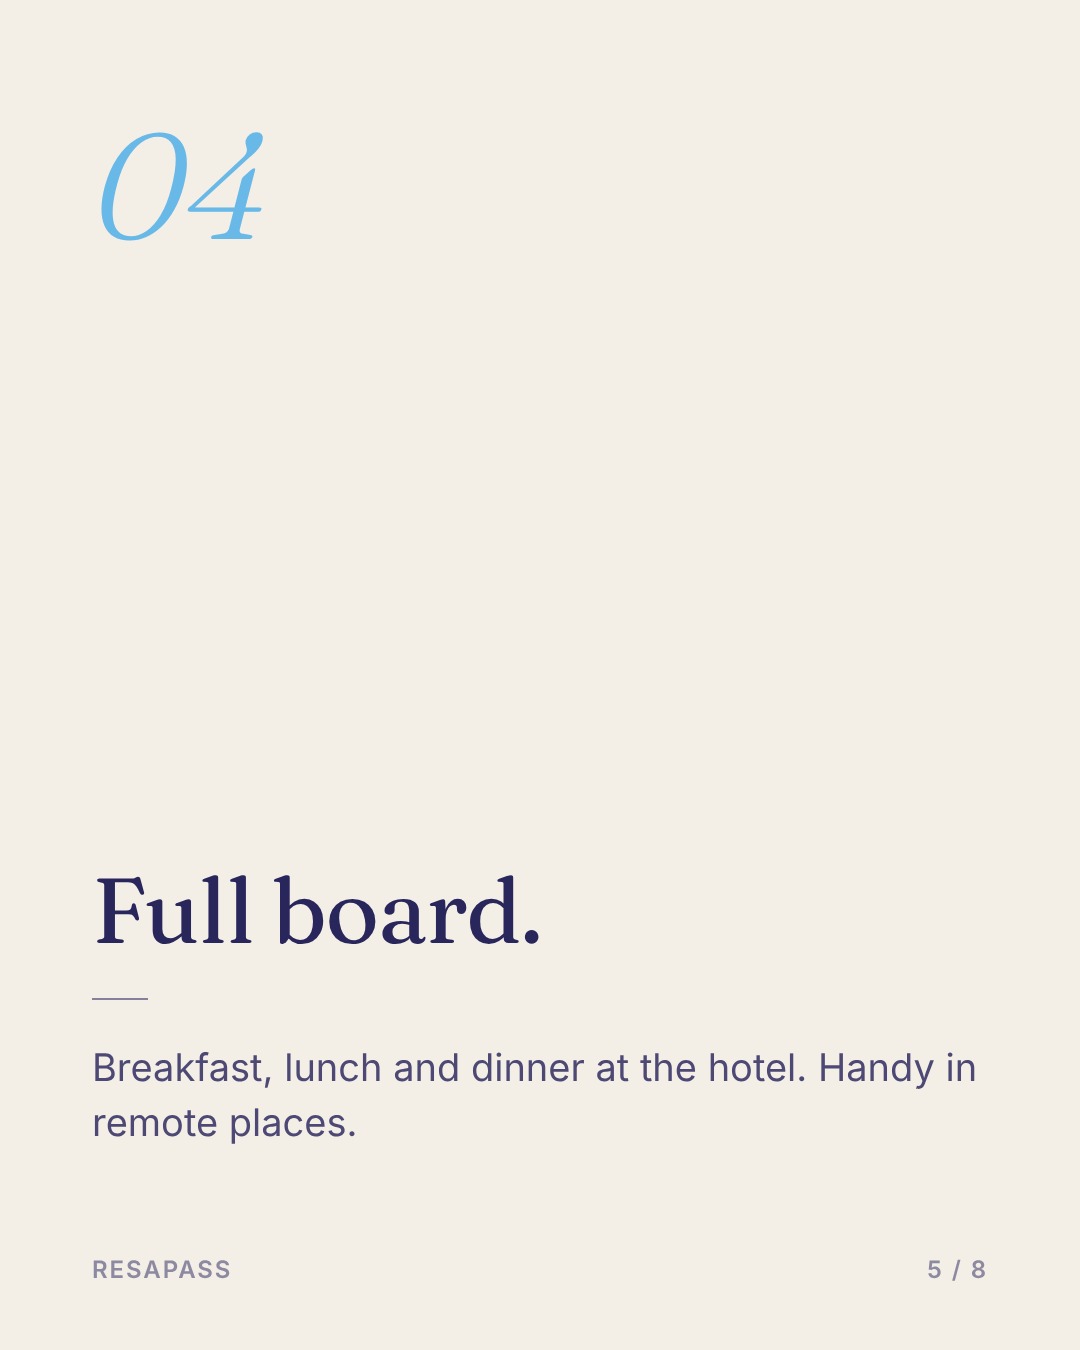 04
Full board.
Breakfast, lunch and dinner at the hotel. Handy in
remote places.
RESAPASS
5 / 8